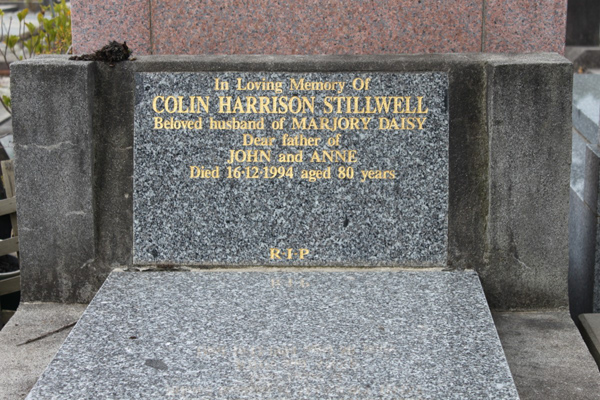 In Loving Memory Of
COLIN HARRISON STILLWELL
Beloved husband of MARJORY DAISY
Dear father of
JOHN and ANNE
Died 16·12·1994 aged 80 years
R·I·P